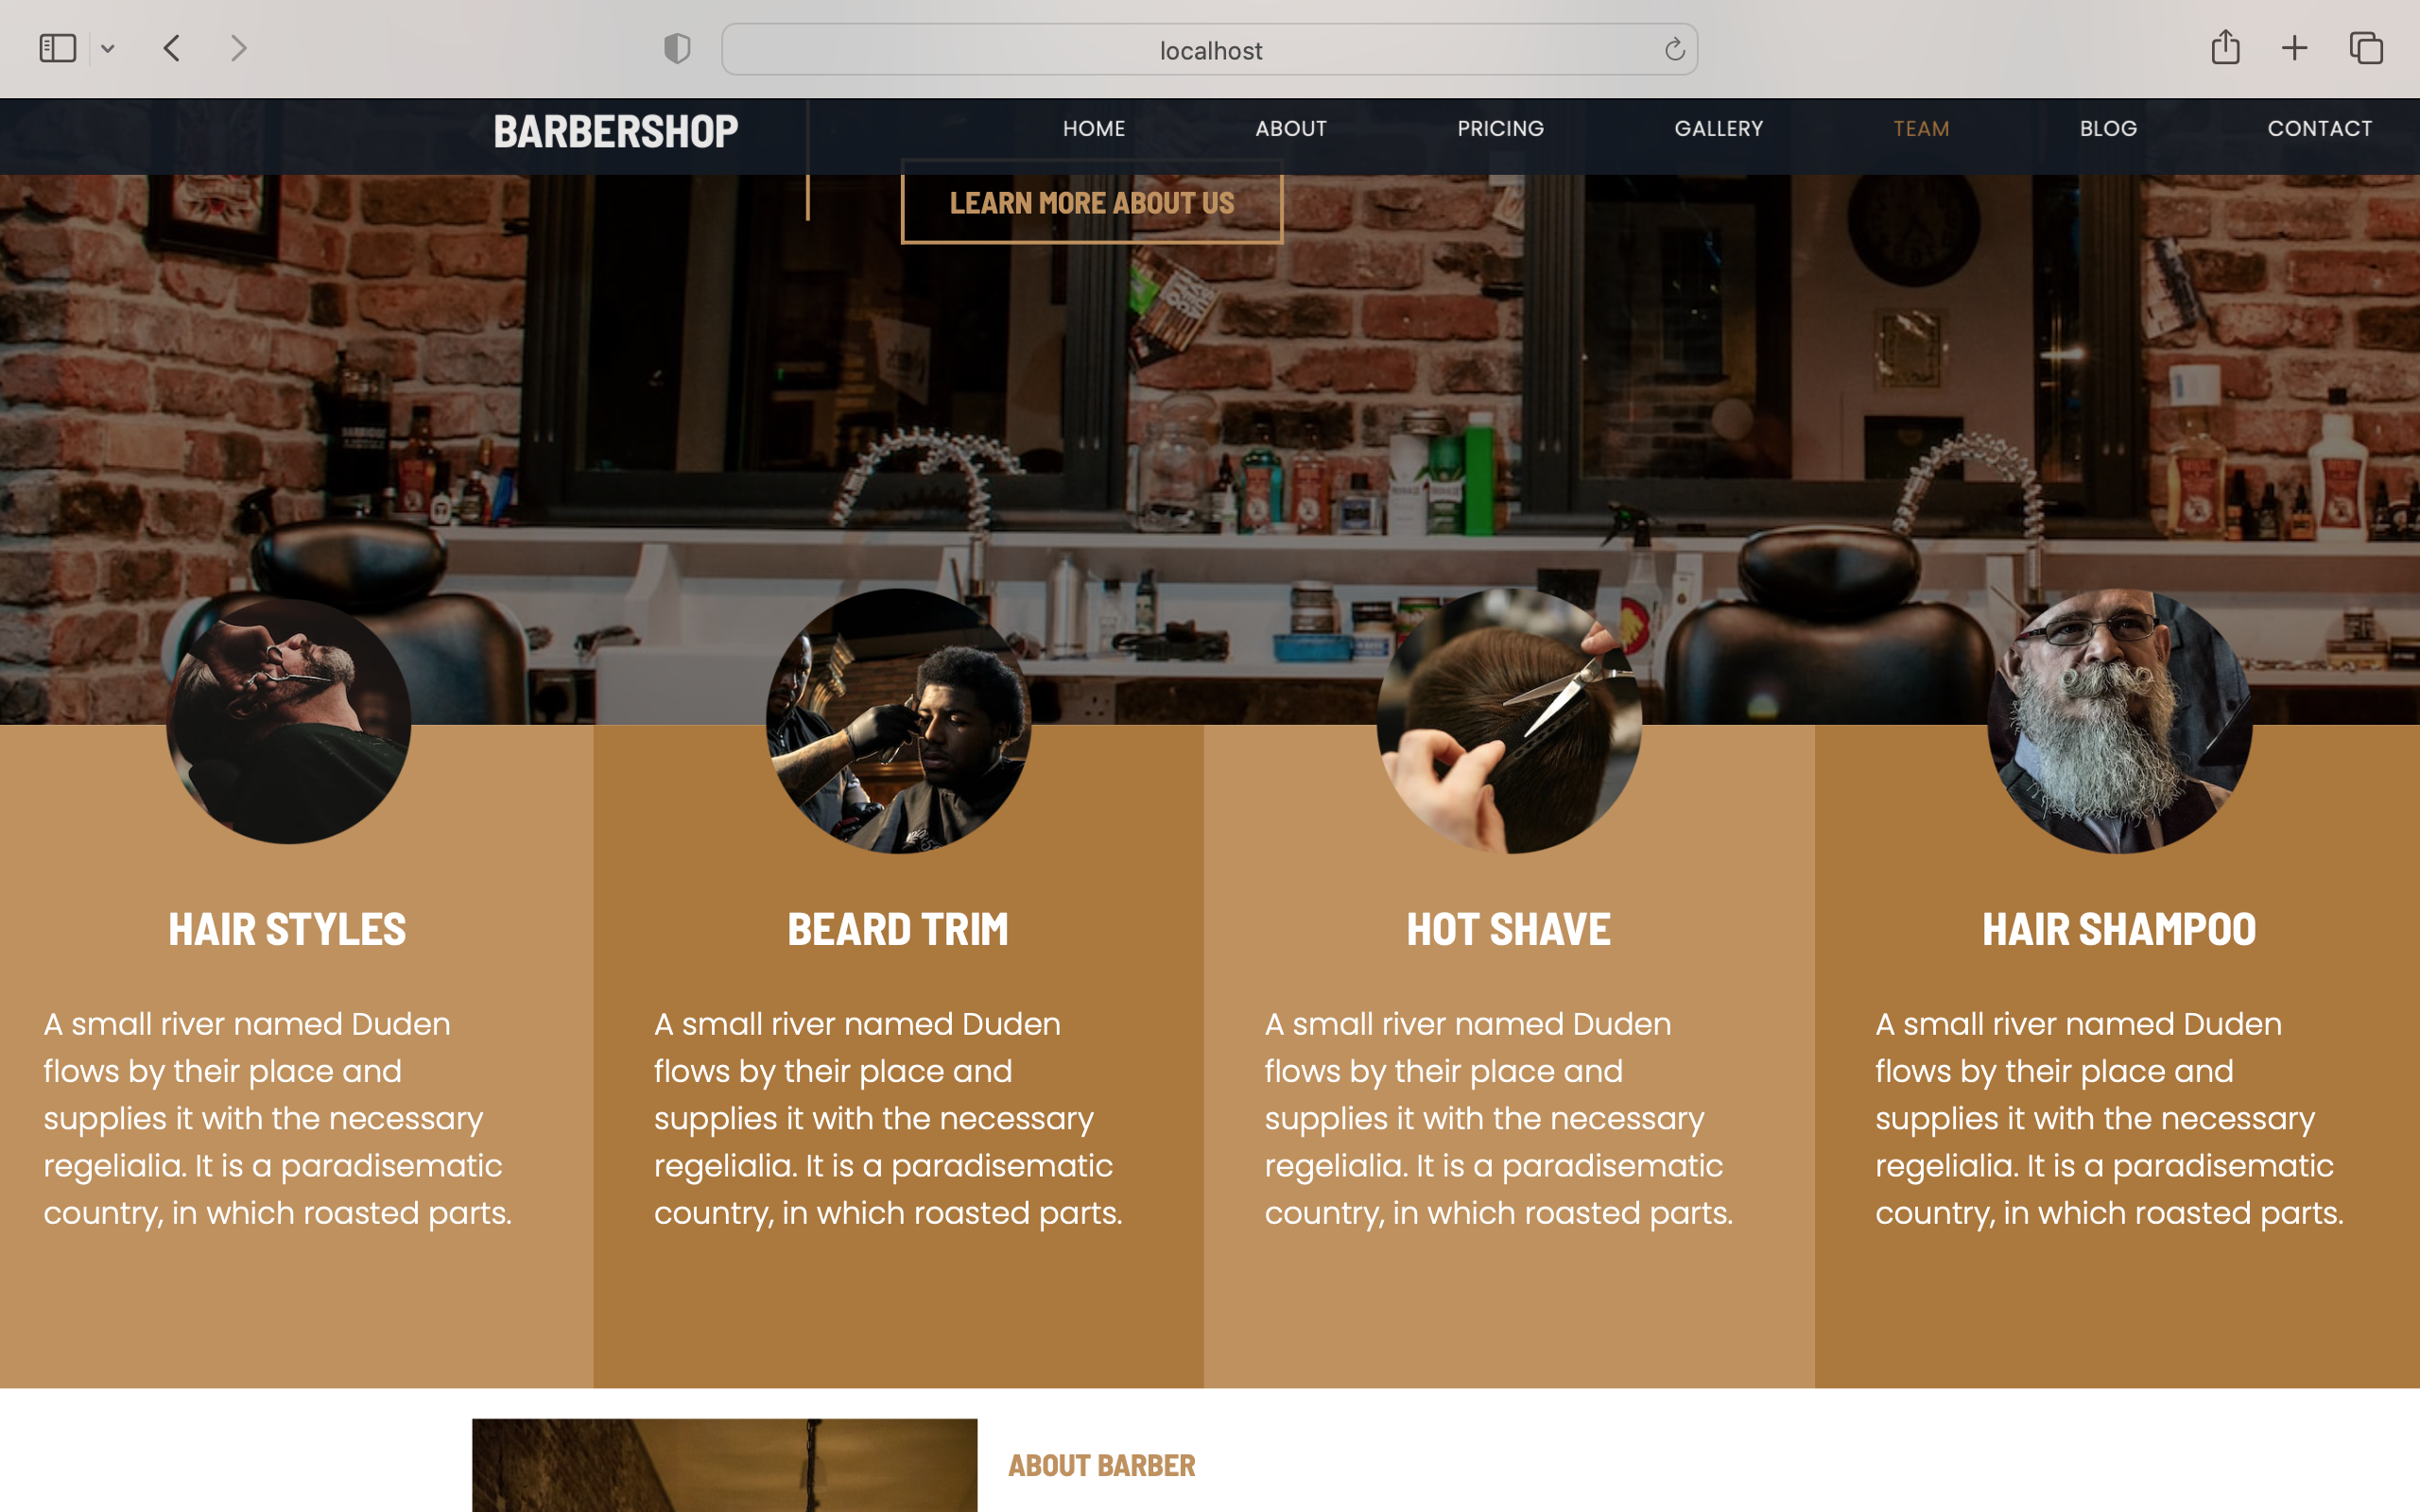 localhost
BARBERSHOP
HOME ABOUT PRICING GALLERY TEAM BLOG CONTACT
LEARN MORE ABOUT US
HAIR STYLES
A small river named Duden
flows by their place and
supplies it with the necessary
regelialia. It is a paradisematic
country, in which roasted parts.
BEARD TRIM
A small river named Duden
flows by their place and
supplies it with the necessary
regelialia. It is a paradisematic
country, in which roasted parts.
HOT SHAVE
A small river named Duden
flows by their place and
supplies it with the necessary
regelialia. It is a paradisematic
country, in which roasted parts.
HAIR SHAMPOO
A small river named Duden
flows by their place and
supplies it with the necessary
regelialia. It is a paradisematic
country, in which roasted parts.
ABOUT BARBER